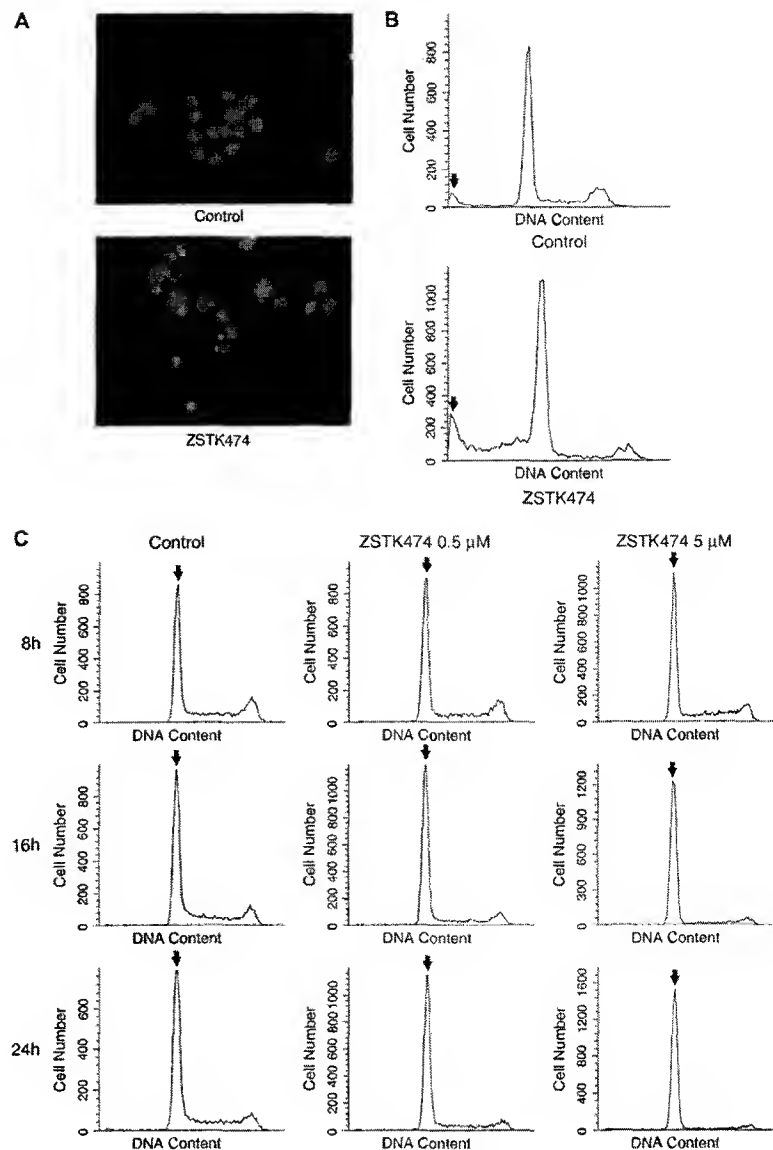 A
Control
ZSTK474
B
Cell Number
0 200 400 600 800
DNA Content
Control
Cell Number
0 200 400 600 800 1000
DNA Content
ZSTK474
C
Control
ZSTK474 0.5 μM
ZSTK474 5 μM
8h
Cell Number
0 200 400 600 800
DNA Content
Cell Number
0 200 400 600 800
DNA Content
Cell Number
0 200 400 600 800 1000
DNA Content
16h
Cell Number
0 200 400 600 800
DNA Content
Cell Number
0 200 400 600 800 1000
DNA Content
Cell Number
0 300 600 900 1200
DNA Content
24h
Cell Number
0 200 400 600
DNA Content
Cell Number
0 200 400 600 800 1000
DNA Content
Cell Number
0 400 800 1200 1600
DNA Content